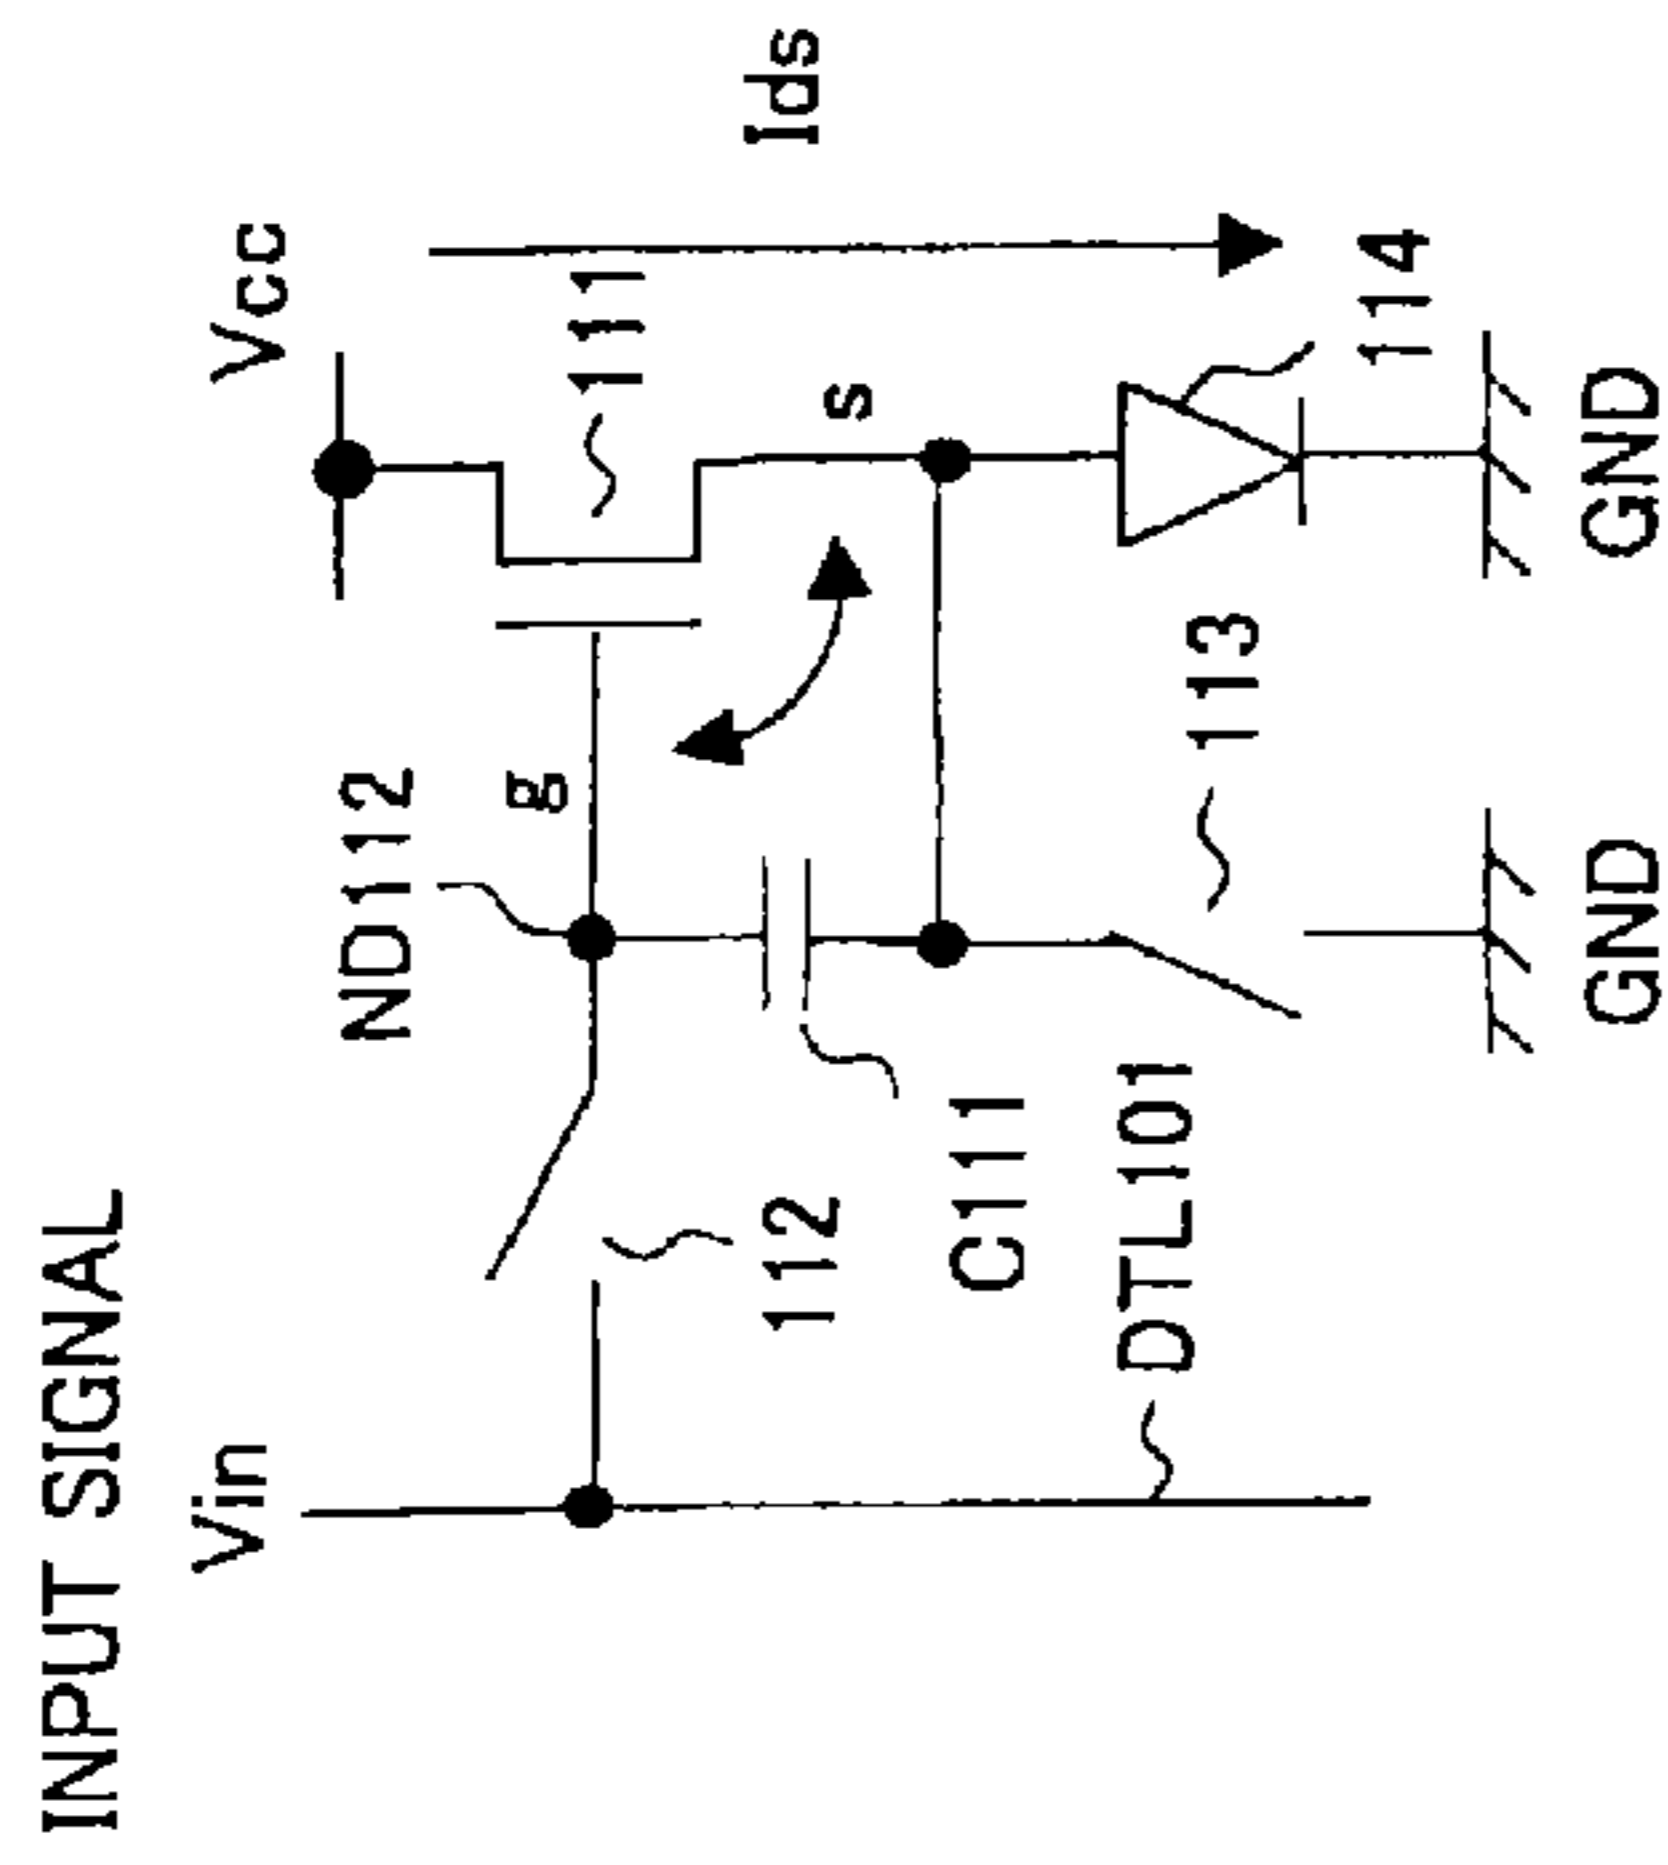 INPUT SIGNAL
Vin
Vcc
ND112
g
111
Ids
112
s
C111
DTL101
113
114
GND
GND